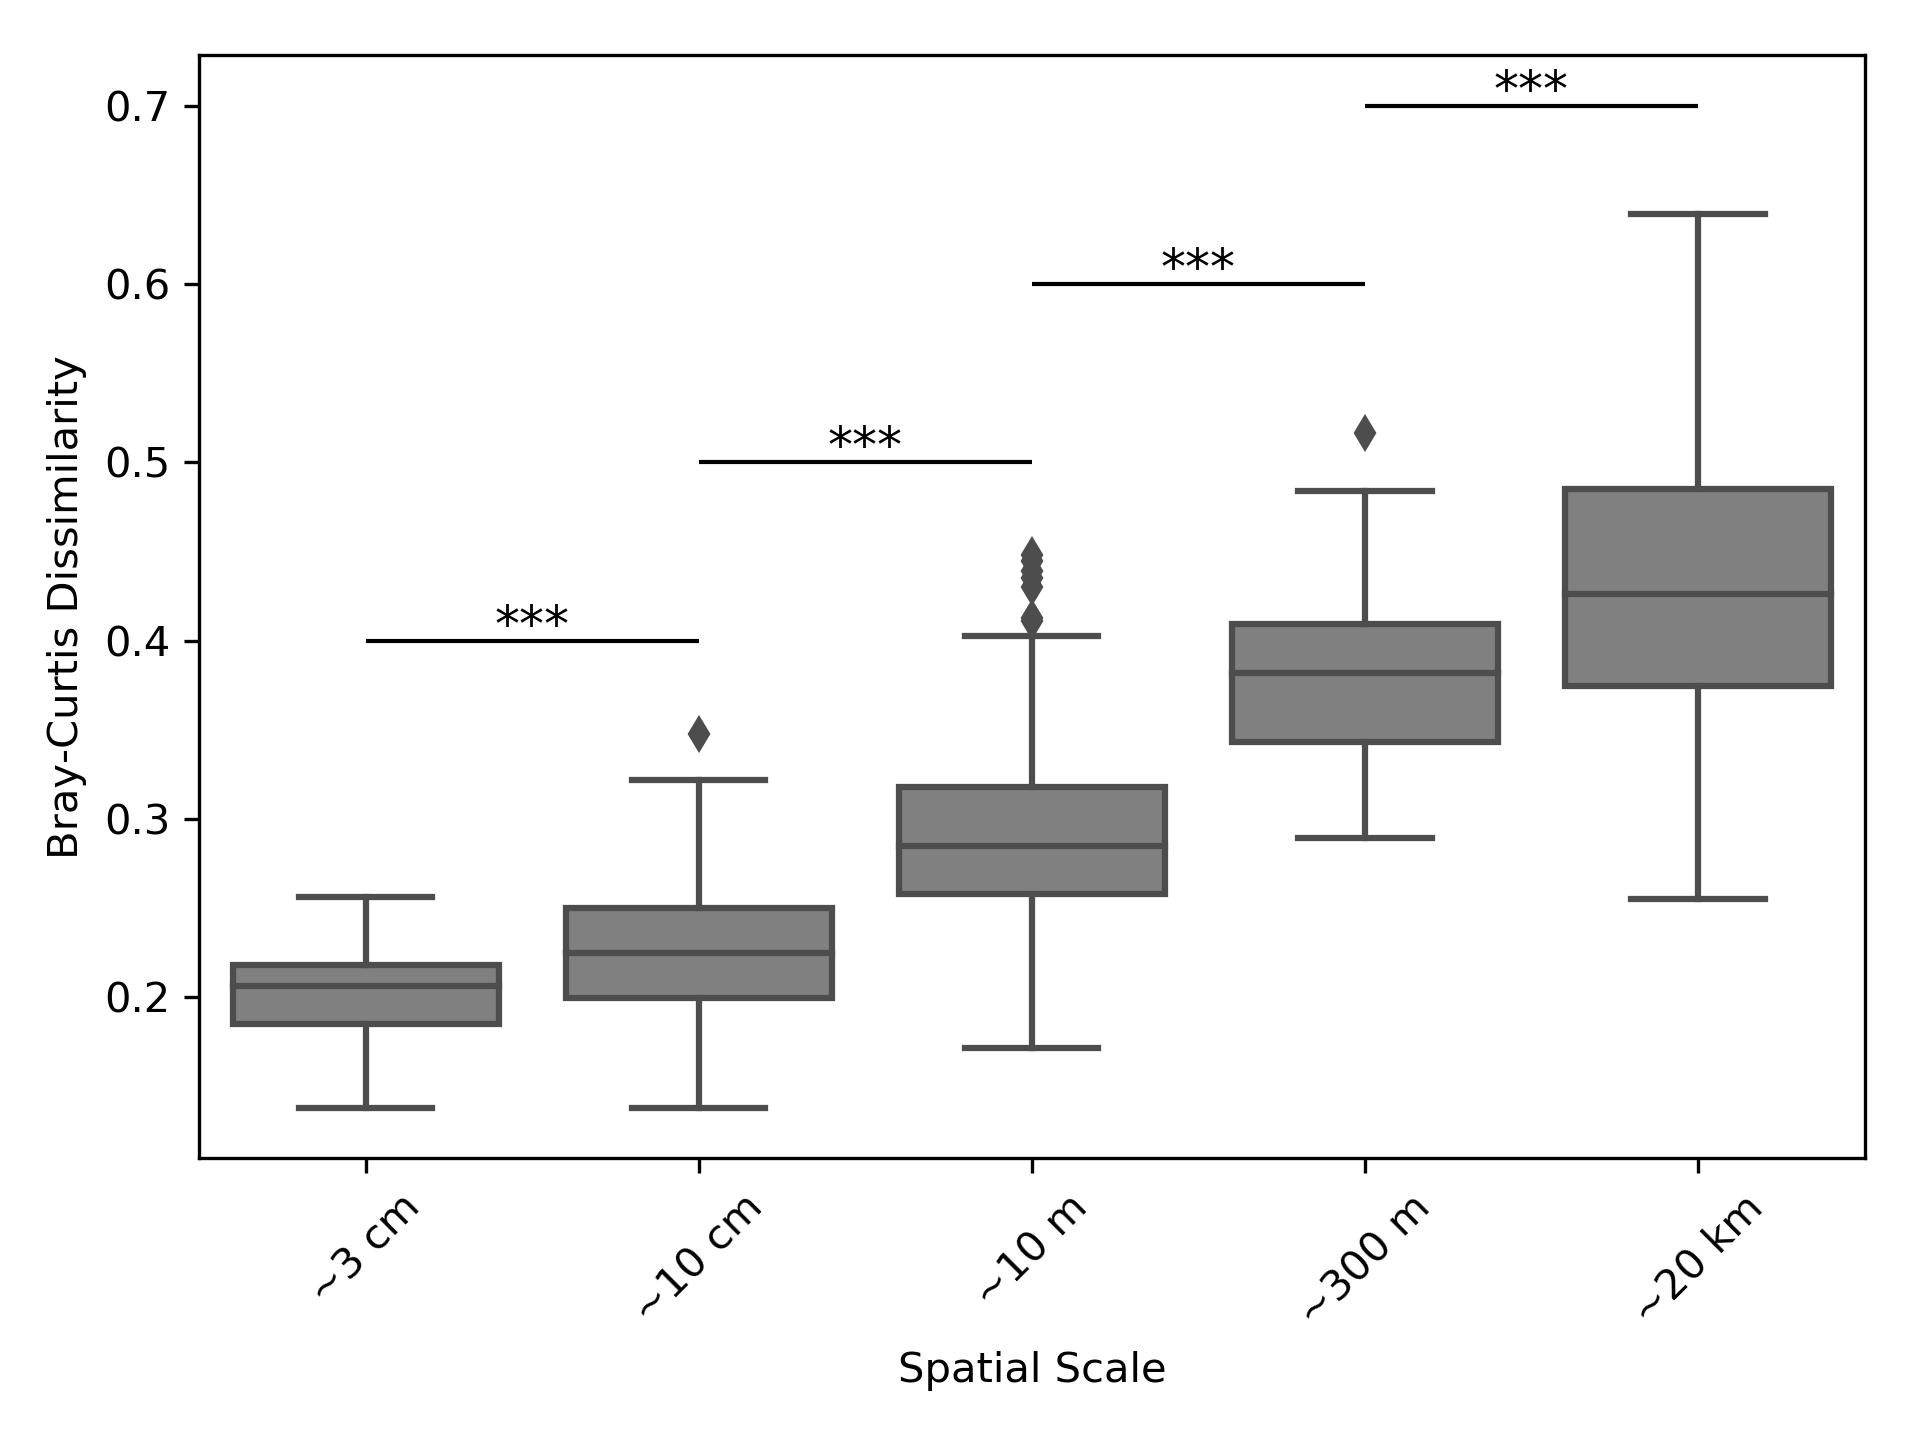 ***
0.7
***
0.6
***
0.5
***
0.4
0.3
0.2
Bray-Curtis Dissimilarity
~3 cm
~10 cm
~10 m
~300 m
~20 km
Spatial Scale